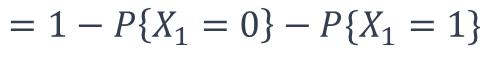 = 1 − P{X₁ = 0} − P{X₁ = 1}